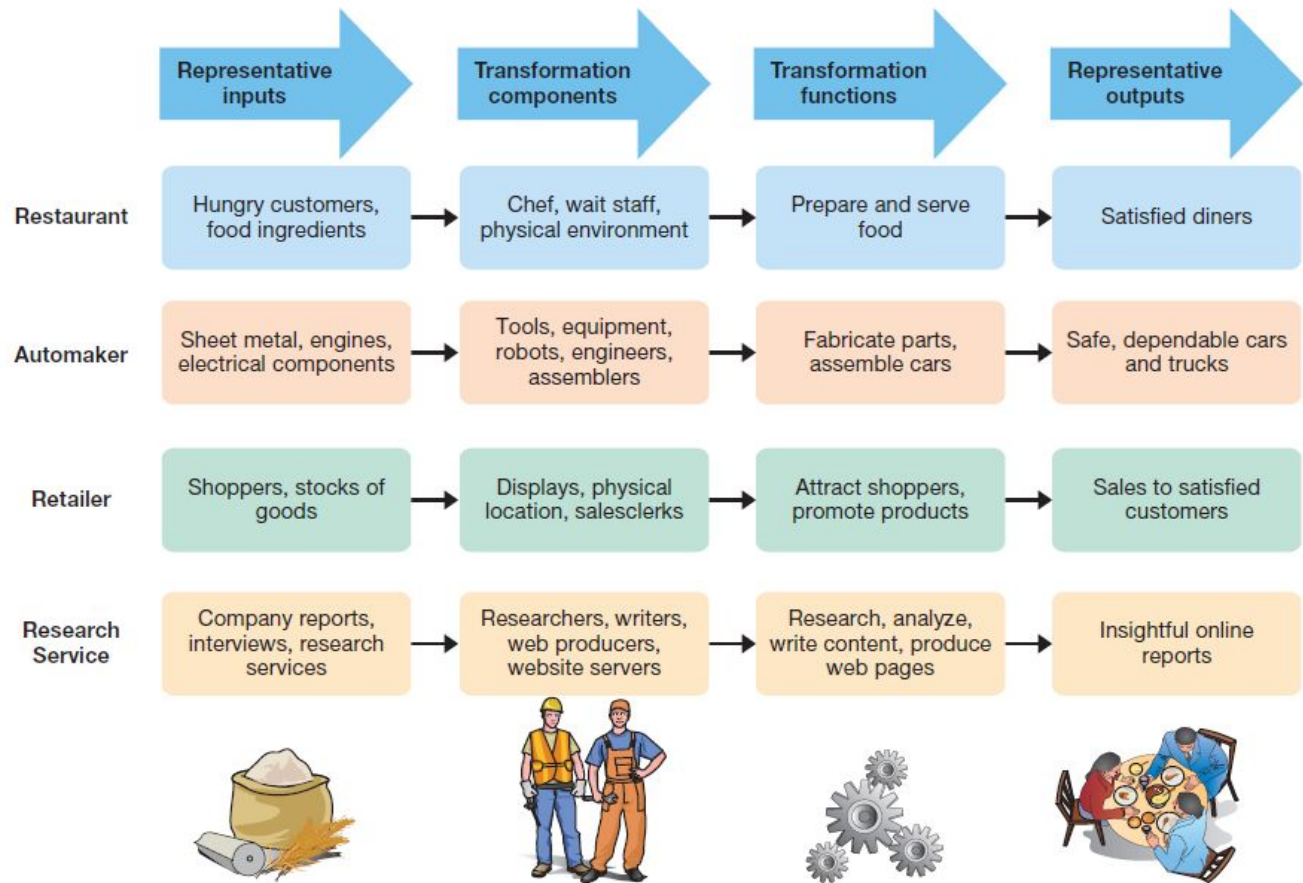 Representative
inputs
Transformation
components
Transformation
functions
Representative
outputs
Restaurant
Hungry customers,
food ingredients
Chef, wait staff,
physical environment
Prepare and serve
food
Satisfied diners
Automaker
Sheet metal, engines,
electrical components
Tools, equipment,
robots, engineers,
assemblers
Fabricate parts,
assemble cars
Safe, dependable cars
and trucks
Retailer
Shoppers, stocks of
goods
Displays, physical
location, salesclerks
Attract shoppers,
promote products
Sales to satisfied
customers
Research
Service
Company reports,
interviews, research
services
Researchers, writers,
web producers,
website servers
Research, analyze,
write content, produce
web pages
Insightful online
reports